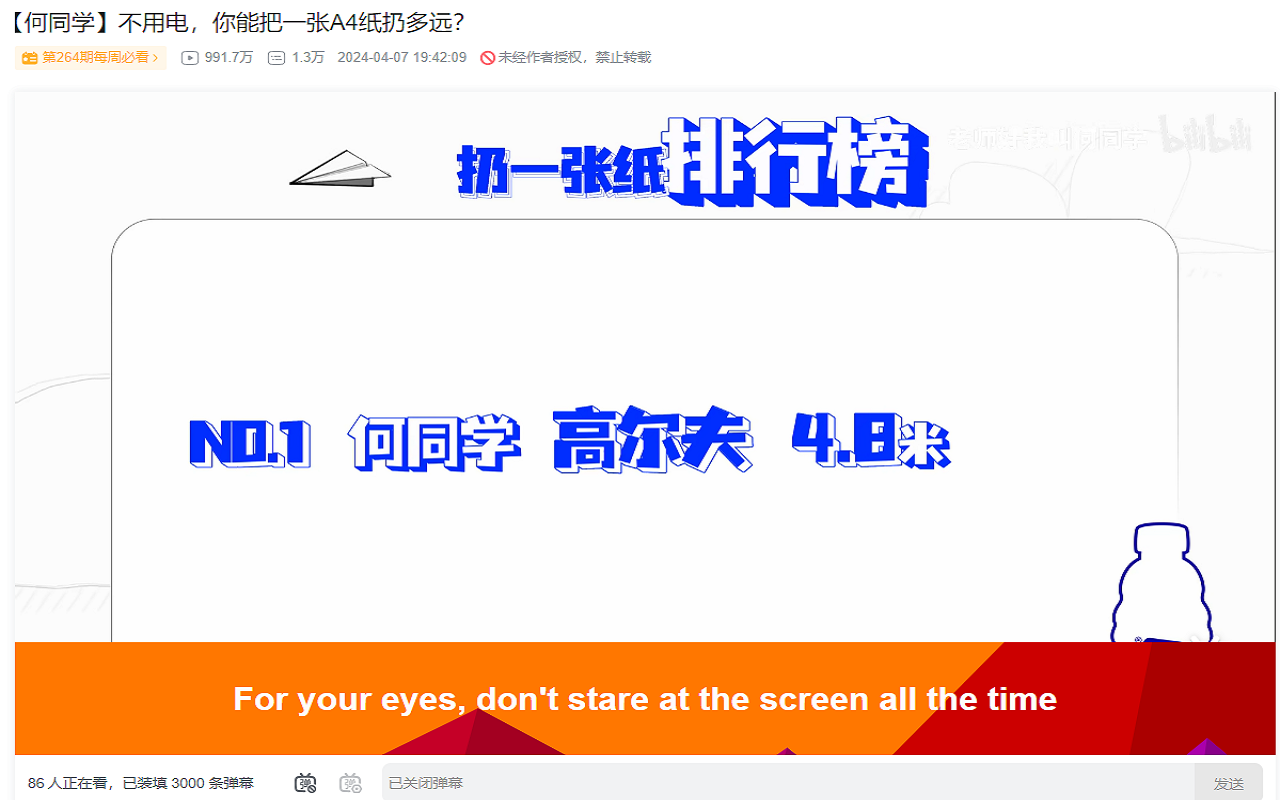 【何同学】不用电，你能把一张A4纸扔多远？
第264期每周必看 991.7万 1.3万 2024-04-07 19:42:09 未经作者授权，禁止转载
扔一张纸排行榜
老师好我叫何同学 bilibili
NO.1 何同学 高尔夫 4.8米
For your eyes, don't stare at the screen all the time
86 人正在看，已装填 3000 条弹幕 已关闭弹幕 发送